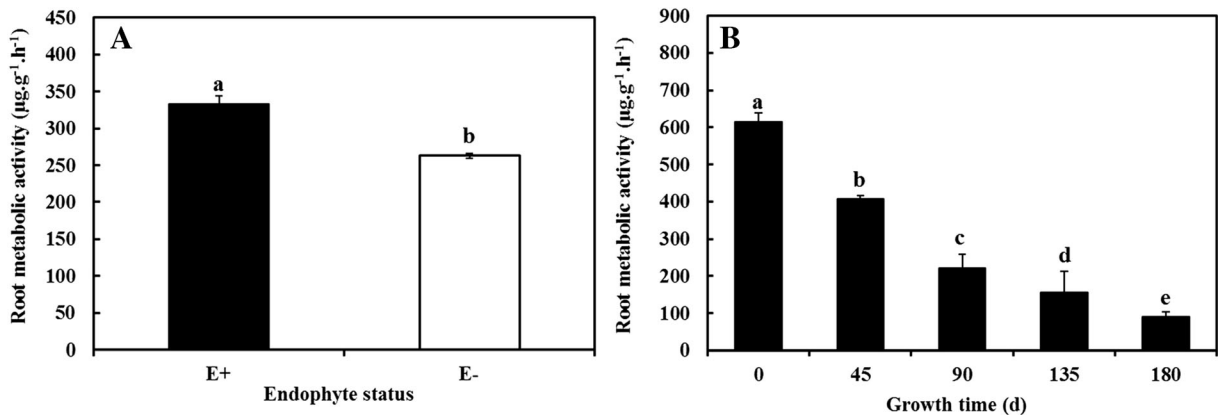 A
Root metabolic activity (µg.g⁻¹.h⁻¹)
450
400
350
300
250
200
150
100
50
0
a
b
E+
E-
Endophyte status
B
Root metabolic activity (µg.g⁻¹.h⁻¹)
900
800
700
600
500
400
300
200
100
0
a
b
c
d
e
0 45 90 135 180
Growth time (d)